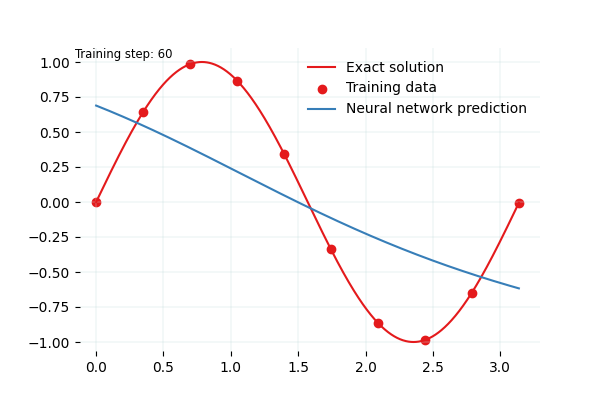 Training step: 60
Exact solution
Training data
Neural network prediction
1.00
0.75
0.50
0.25
0.00
−0.25
−0.50
−0.75
−1.00
0.0 0.5 1.0 1.5 2.0 2.5 3.0